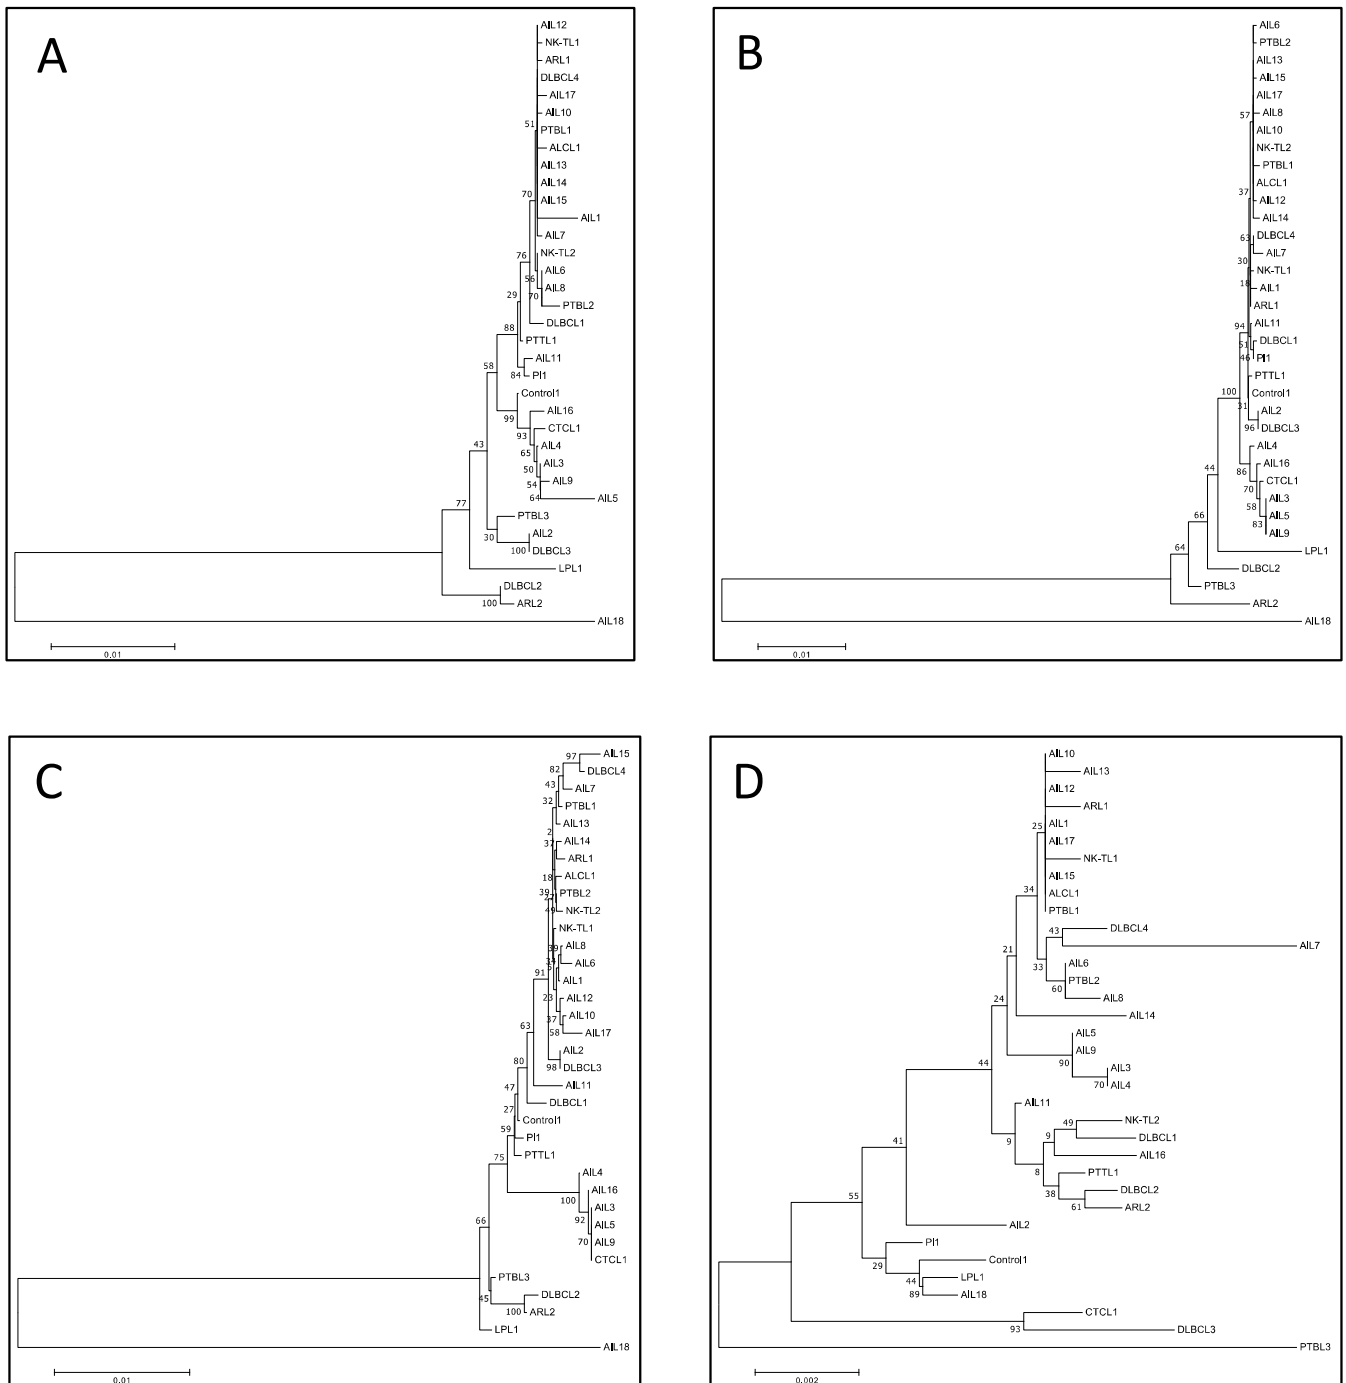 A
AIL12
NK-TL1
ARL1
DLBCL4
AIL17
AIL10
51
PTBL1
ALCL1
AIL13
AIL14
70
AIL15
AIL1
AIL7
76
NK-TL2
56
AIL6
70
AIL8
29
PTBL2
DLBCL1
88
PTTL1
AIL11
58
84
PI1
Control1
99
AIL16
93
CTCL1
43
65
AIL4
50
AIL3
54
AIL9
64
AIL5
77
PTBL3
30
AIL2
100
DLBCL3
LPL1
DLBCL2
100
ARL2
AIL18
0.01
B
AIL6
PTBL2
AIL13
AIL15
AIL17
57
AIL8
AIL10
NK-TL2
PTBL1
ALCL1
37
AIL12
AIL14
63
DLBCL4
AIL7
30
NK-TL1
18
AIL1
ARL1
94
AIL11
51
DLBCL1
46
PI1
PTTL1
100
Control1
31
AIL2
96
DLBCL3
AIL4
44
86
AIL16
70
CTCL1
58
AIL3
66
83
AIL5
AIL9
64
LPL1
DLBCL2
PTBL3
ARL2
AIL18
0.01
C
97
AIL15
82
DLBCL4
43
AIL7
32
PTBL1
AIL13
2
37
AIL14
ARL1
18
ALCL1
39
PTBL2
49
NK-TL2
NK-TL1
39
AIL8
AIL6
91
AIL1
23
AIL12
37
AIL10
63
58
AIL17
AIL2
80
98
DLBCL3
AIL11
47
DLBCL1
27
Control1
59
PI1
PTTL1
75
AIL4
100
AIL16
AIL3
66
92
AIL5
70
AIL9
CTCL1
PTBL3
45
DLBCL2
100
ARL2
LPL1
AIL18
0.01
D
AIL10
AIL13
AIL12
ARL1
25
AIL1
AIL17
NK-TL1
AIL15
34
ALCL1
PTBL1
43
DLBCL4
21
AIL7
33
AIL6
PTBL2
60
AIL8
24
AIL14
AIL5
44
AIL9
90
AIL3
70
AIL4
AIL11
49
NK-TL2
41
9
9
DLBCL1
AIL16
8
PTTL1
55
38
DLBCL2
61
ARL2
AIL2
PI1
29
Control1
44
LPL1
89
AIL18
CTCL1
93
DLBCL3
PTBL3
0.002